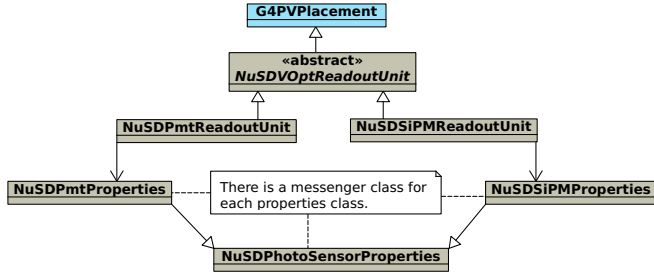 G4PVPlacement
«abstract»
NuSDVOptReadoutUnit
NuSDPmtReadoutUnit
NuSDSiPMReadoutUnit
NuSDPmtProperties
There is a messenger class for
each properties class.
NuSDSiPMProperties
NuSDPhotoSensorProperties